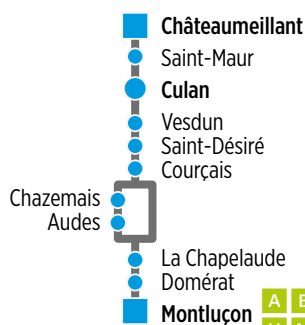 Châteaumeillant
Saint-Maur
Culan
Vesdun
Saint-Désiré
Courçais
Chazemais
Audes
La Chapelaude
Domérat
Montluçon
A